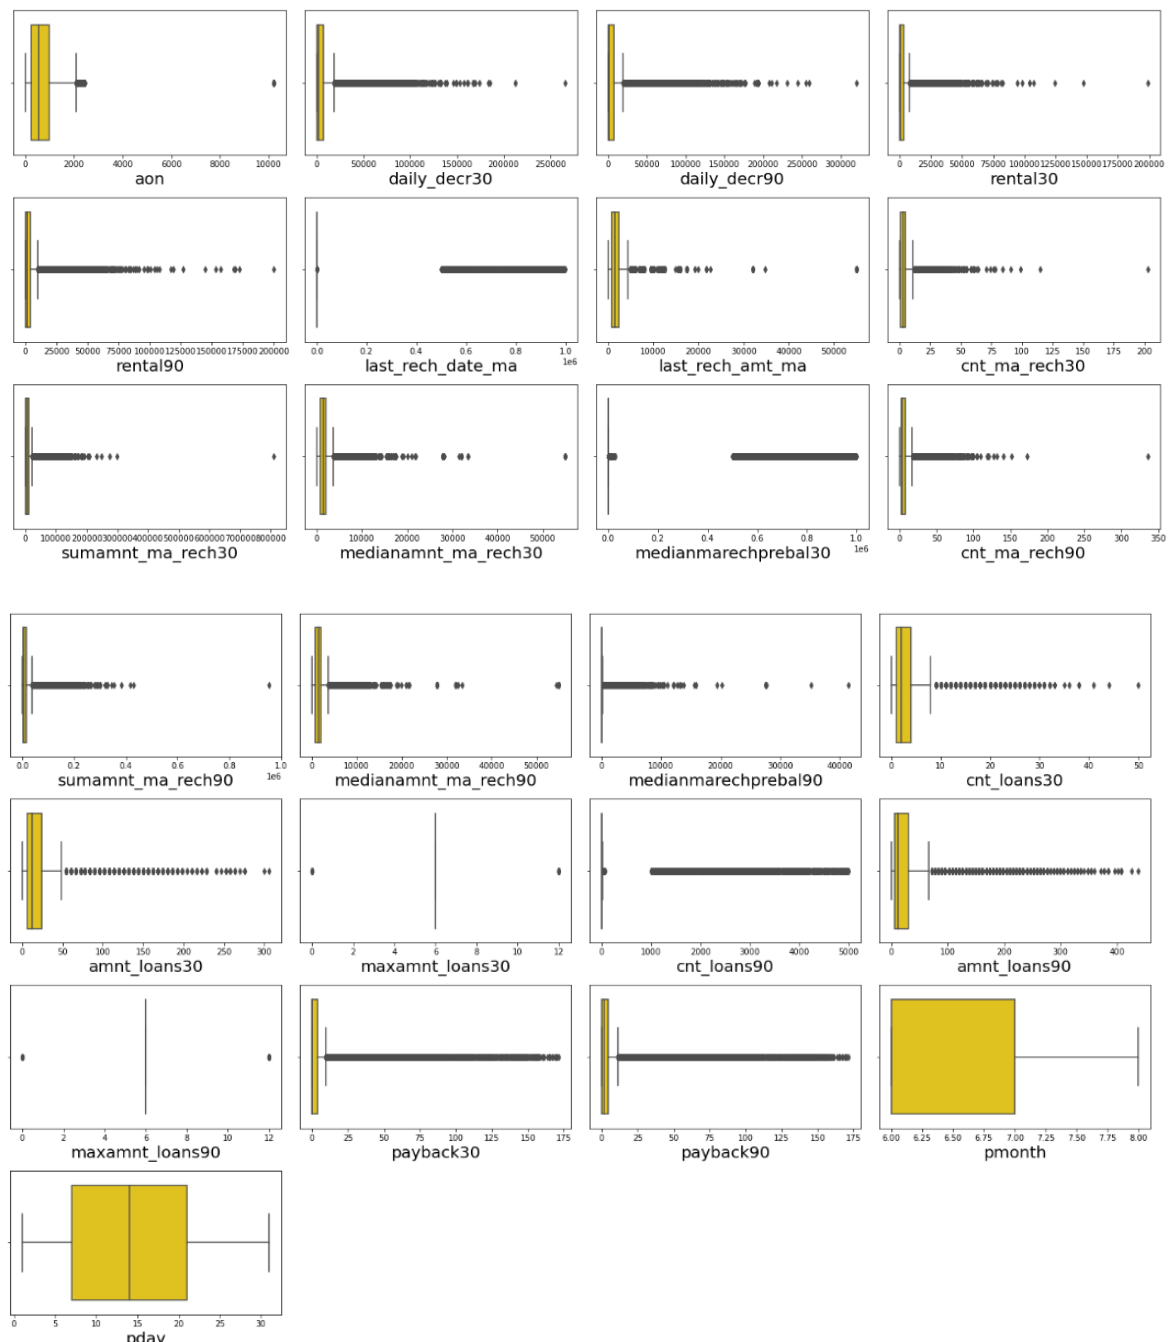 0 2000 4000 6000 8000 10000
aon
0 50000 100000 150000 200000 250000
daily_decr30
0 50000 100000 150000 200000 250000 300000
daily_decr90
0 25000 50000 75000 100000 125000 150000 175000 200000
rental30
0 25000 50000 75000 100000 125000 150000 175000 200000
rental90
0.0 0.2 0.4 0.6 0.8 1.0
1e6
last_rech_date_ma
0 10000 20000 30000 40000 50000
last_rech_amt_ma
0 25 50 75 100 125 150 175 200
cnt_ma_rech30
0 100000 200000 300000 400000 500000 600000 700000 800000
sumamnt_ma_rech30
0 10000 20000 30000 40000 50000
medianamnt_ma_rech30
0.0 0.2 0.4 0.6 0.8 1.0
1e6
medianmarechprebal30
0 50 100 150 200 250 300 350
cnt_ma_rech90
0.0 0.2 0.4 0.6 0.8 1.0
1e6
sumamnt_ma_rech90
0 10000 20000 30000 40000 50000
medianamnt_ma_rech90
0 10000 20000 30000 40000
medianmarechprebal90
0 10 20 30 40 50
cnt_loans30
0 50 100 150 200 250 300
amnt_loans30
0 2 4 6 8 10 12
maxamnt_loans30
0 1000 2000 3000 4000 5000
cnt_loans90
0 100 200 300 400
amnt_loans90
0 2 4 6 8 10 12
maxamnt_loans90
0 25 50 75 100 125 150 175
payback30
0 25 50 75 100 125 150 175
payback90
6.00 6.25 6.50 6.75 7.00 7.25 7.50 7.75 8.00
pmonth
0 5 10 15 20 25 30
pday